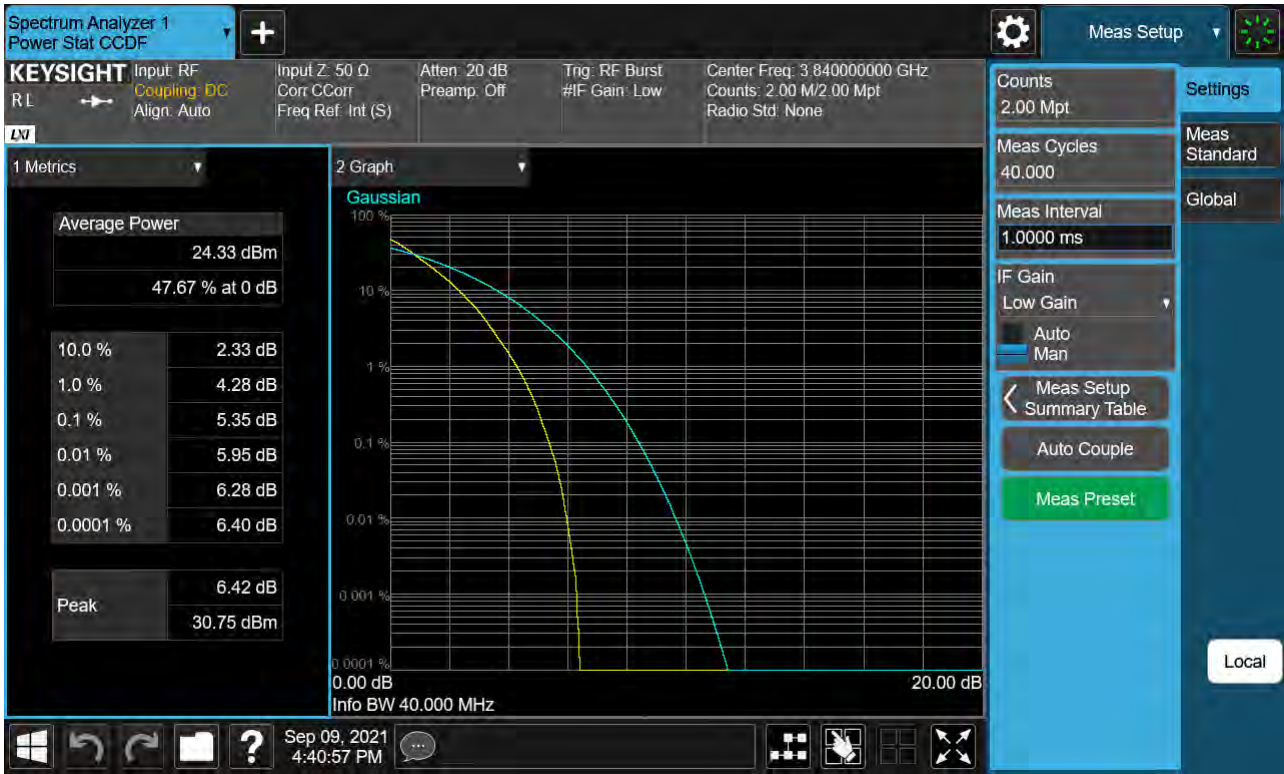 Spectrum Analyzer 1
Power Stat CCDF
Meas Setup
KEYSIGHT
RL
LXI
Input: RF
Coupling: DC
Align: Auto
Input Z: 50 Ω
Corr CCorr
Freq Ref: Int (S)
Atten: 20 dB
Preamp: Off
Trig: RF Burst
#IF Gain: Low
Center Freq: 3.840000000 GHz
Counts: 2.00 M/2.00 Mpt
Radio Std: None
1 Metrics
Average Power
24.33 dBm
47.67 % at 0 dB
10.0 % 2.33 dB
1.0 % 4.28 dB
0.1 % 5.35 dB
0.01 % 5.95 dB
0.001 % 6.28 dB
0.0001 % 6.40 dB
Peak 6.42 dB
30.75 dBm
2 Graph
Gaussian
100 %
10 %
1 %
0.1 %
0.01 %
0.001 %
0.0001 %
0.00 dB 20.00 dB
Info BW 40.000 MHz
Counts
2.00 Mpt
Meas Cycles
40.000
Meas Interval
1.0000 ms
IF Gain
Low Gain
Auto
Man
Meas Setup
Summary Table
Auto Couple
Meas Preset
Settings
Meas
Standard
Global
Local
?
Sep 09, 2021
4:40:57 PM